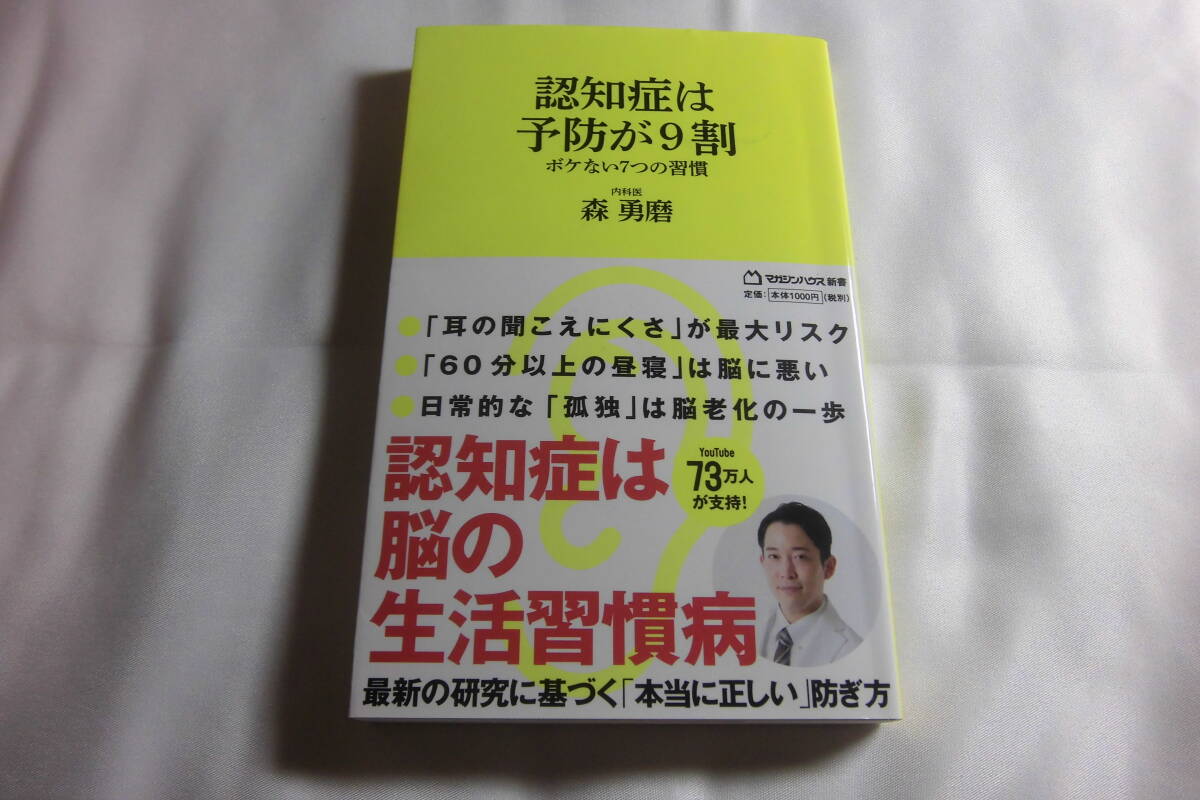 認知症は
予防が9割
ボケない7つの習慣
内科医
森 勇磨
マガジンハウス新書
定価：本体1000円(税別)
●「耳の聞こえにくさ」が最大リスク
●「60分以上の昼寝」は脳に悪い
●日常的な「孤独」は脳老化の一歩
認知症は
脳の
生活習慣病
YouTube
73万人
が支持!
最新の研究に基づく「本当に正しい」防ぎ方